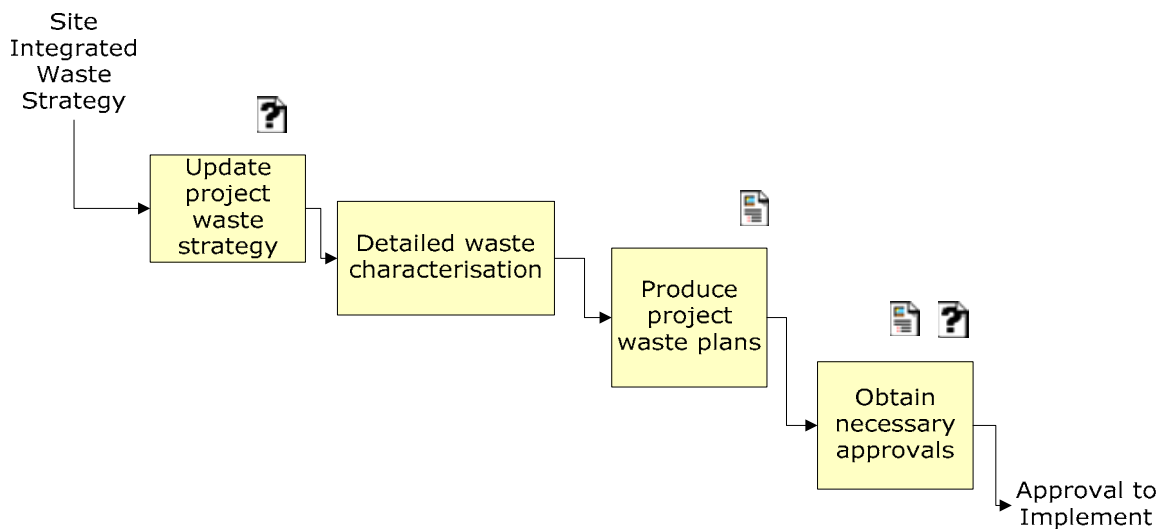 Site
Integrated
Waste
Strategy
Update
project
waste
strategy
Detailed waste
characterisation
Produce
project
waste plans
Obtain
necessary
approvals
Approval to
Implement